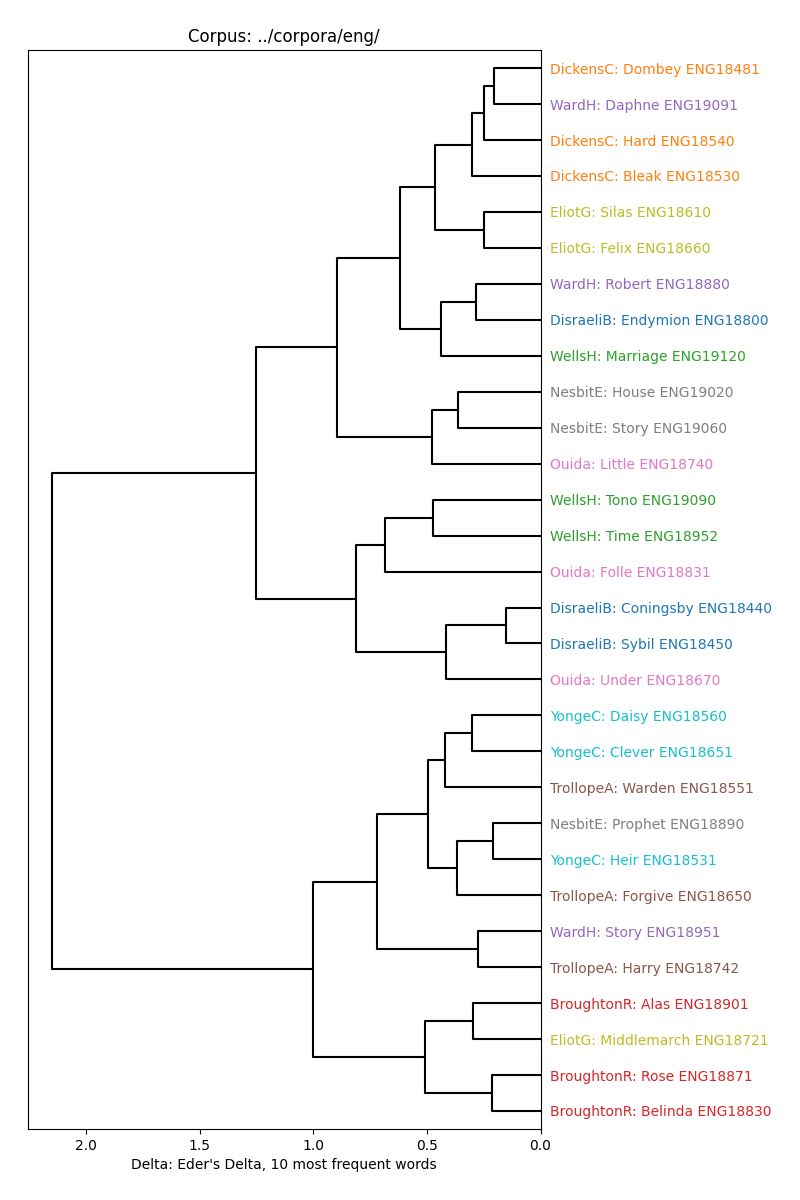 Corpus: ../corpora/eng/
DickensC: Dombey ENG18481
WardH: Daphne ENG19091
DickensC: Hard ENG18540
DickensC: Bleak ENG18530
EliotG: Silas ENG18610
EliotG: Felix ENG18660
WardH: Robert ENG18880
DisraeliB: Endymion ENG18800
WellsH: Marriage ENG19120
NesbitE: House ENG19020
NesbitE: Story ENG19060
Ouida: Little ENG18740
WellsH: Tono ENG19090
WellsH: Time ENG18952
Ouida: Folle ENG18831
DisraeliB: Coningsby ENG18440
DisraeliB: Sybil ENG18450
Ouida: Under ENG18670
YongeC: Daisy ENG18560
YongeC: Clever ENG18651
TrollopeA: Warden ENG18551
NesbitE: Prophet ENG18890
YongeC: Heir ENG18531
TrollopeA: Forgive ENG18650
WardH: Story ENG18951
TrollopeA: Harry ENG18742
BroughtonR: Alas ENG18901
EliotG: Middlemarch ENG18721
BroughtonR: Rose ENG18871
BroughtonR: Belinda ENG18830
2.0 1.5 1.0 0.5 0.0
Delta: Eder's Delta, 10 most frequent words